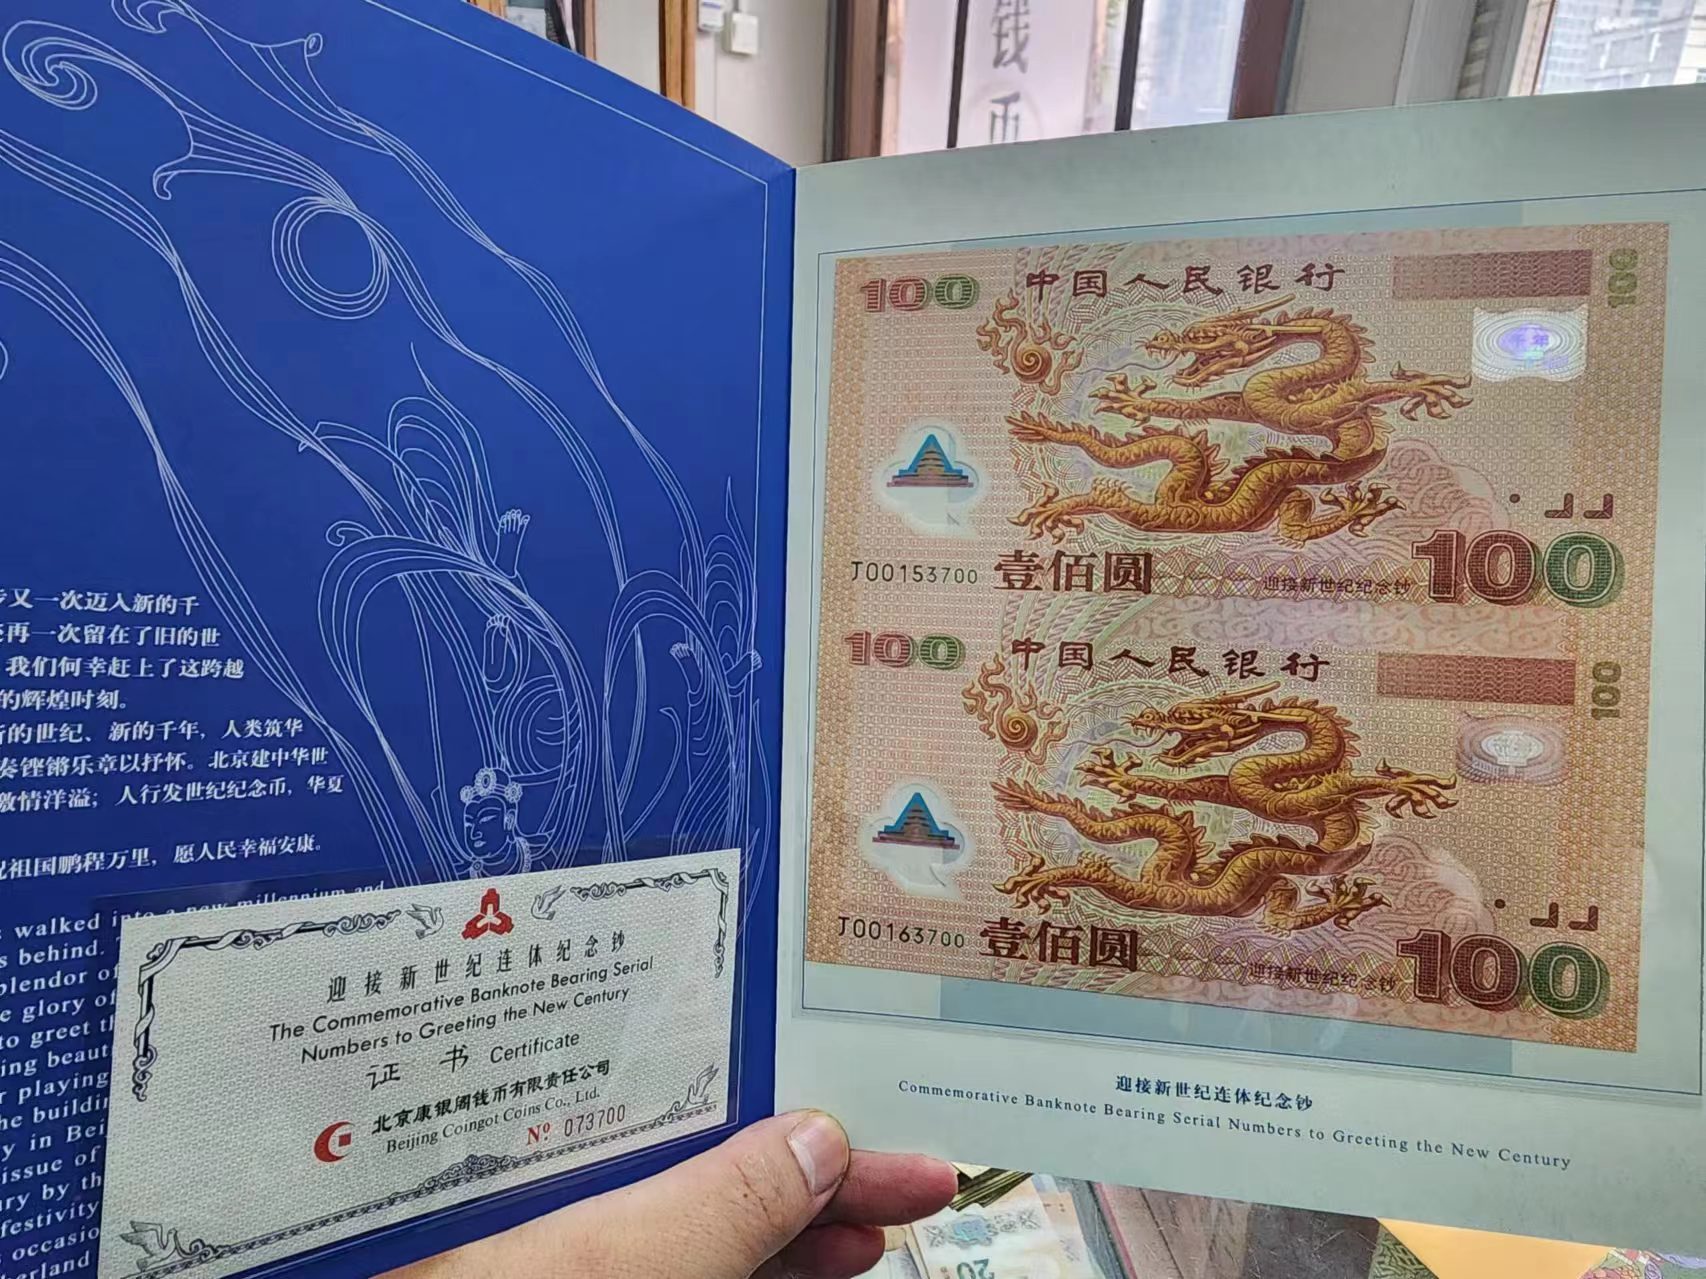 钱
币
步又一次迈入新的千
再一次留在了旧的世
我们何幸赶上了这跨越
的辉煌时刻。
新的世纪、新的千年，人类筑华
奏铿锵乐章以抒怀。北京建中华世
激情洋溢；人行发世纪纪念币，华夏
祝祖国鹏程万里，愿人民幸福安康。
walked into a new millennium and
s behind.
plendor of
e glory of
to greet th
ing beaut
r playing
he buildin
y in Bei
issue of
ury by th
festivity
occasio
berland
迎接新世纪连体纪念钞
The Commemorative Banknote Bearing Serial
Numbers to Greeting the New Century
证 书 Certificate
北京康银阁钱币有限责任公司
Beijing Coingot Coins Co., Ltd.
Nº 073700
100 中国人民银行 100
千年
J00153700 壹佰圆 迎接新世纪纪念钞 100
100 中国人民银行 100
J00163700 壹佰圆 迎接新世纪纪念钞 100
迎接新世纪连体纪念钞
Commemorative Banknote Bearing Serial Numbers to Greeting the New Century
20